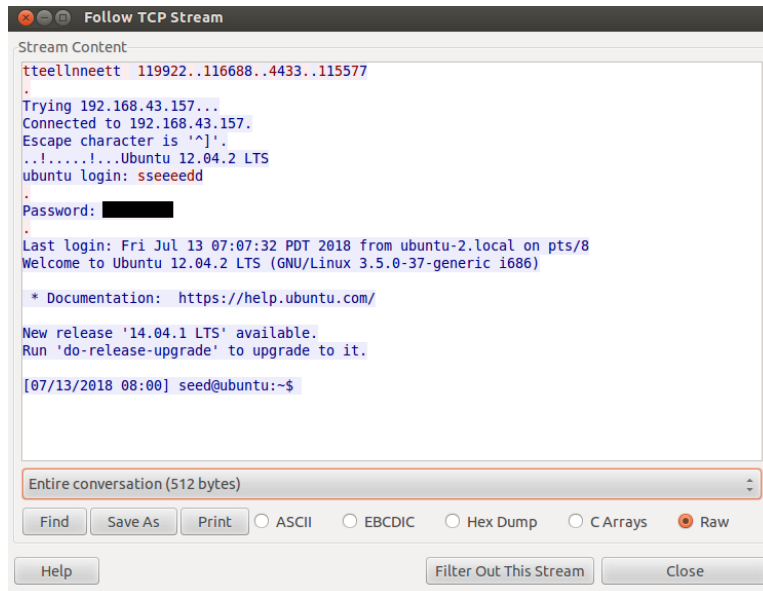 Follow TCP Stream
Stream Content
tteellnneett 119922..116688..4433..115577
.
Trying 192.168.43.157...
Connected to 192.168.43.157.
Escape character is '^]'.
..!.....!...Ubuntu 12.04.2 LTS
ubuntu login: sseeeedd
.
Password:
.
Last login: Fri Jul 13 07:07:32 PDT 2018 from ubuntu-2.local on pts/8
Welcome to Ubuntu 12.04.2 LTS (GNU/Linux 3.5.0-37-generic i686)
* Documentation: https://help.ubuntu.com/
New release '14.04.1 LTS' available.
Run 'do-release-upgrade' to upgrade to it.
[07/13/2018 08:00] seed@ubuntu:~$
Entire conversation (512 bytes)
Find Save As Print ASCII EBCDIC Hex Dump C Arrays Raw
Help Filter Out This Stream Close